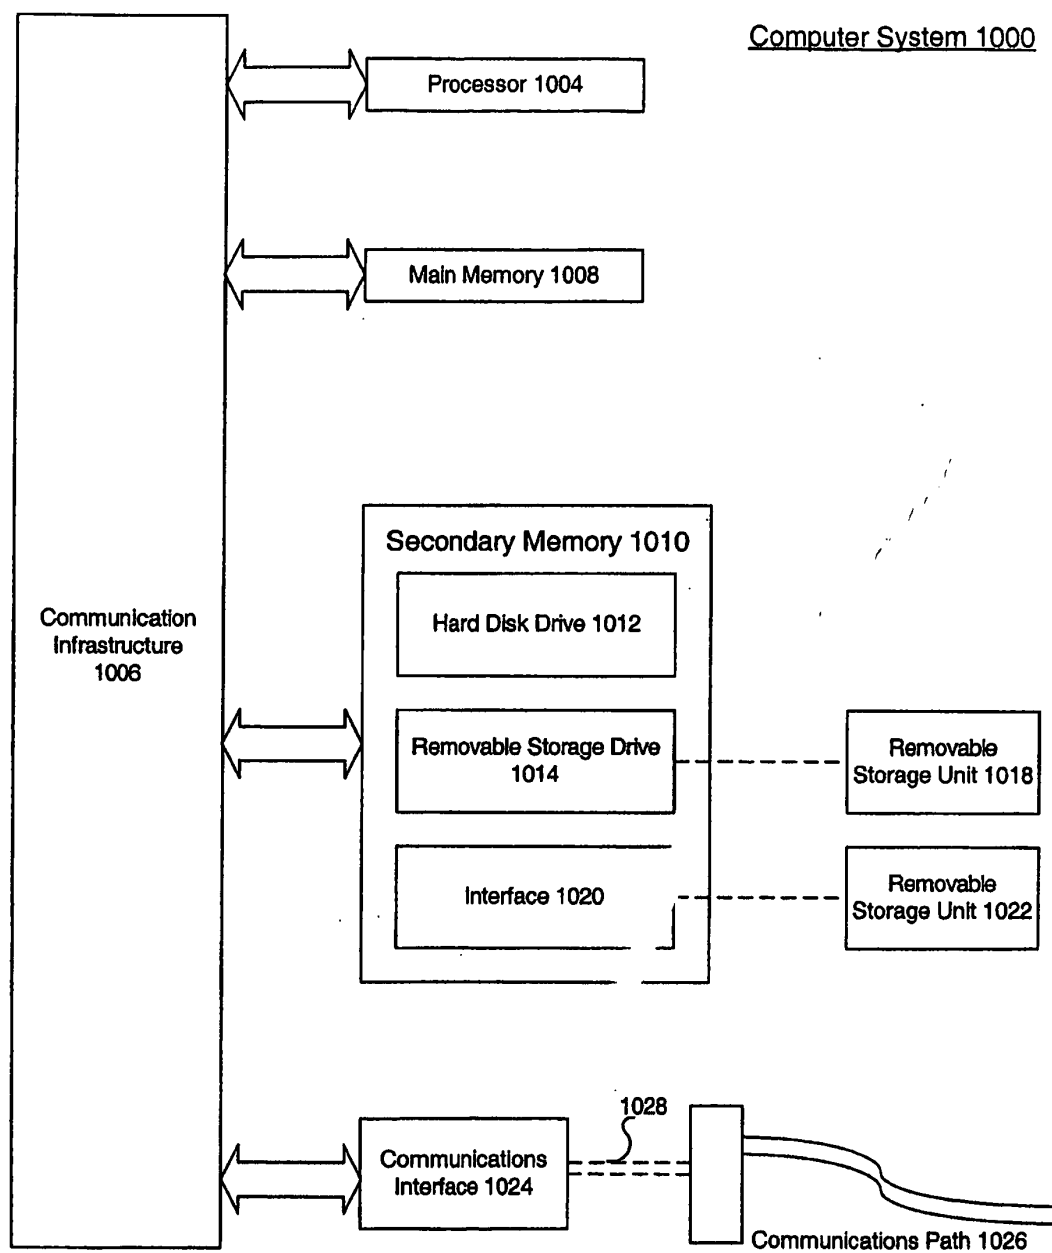 Computer System 1000
Processor 1004
Main Memory 1008
Secondary Memory 1010
Hard Disk Drive 1012
Communication
Infrastructure
1006
Removable Storage Drive
1014
Removable
Storage Unit 1018
Interface 1020
Removable
Storage Unit 1022
1028
Communications
Interface 1024
Communications Path 1026